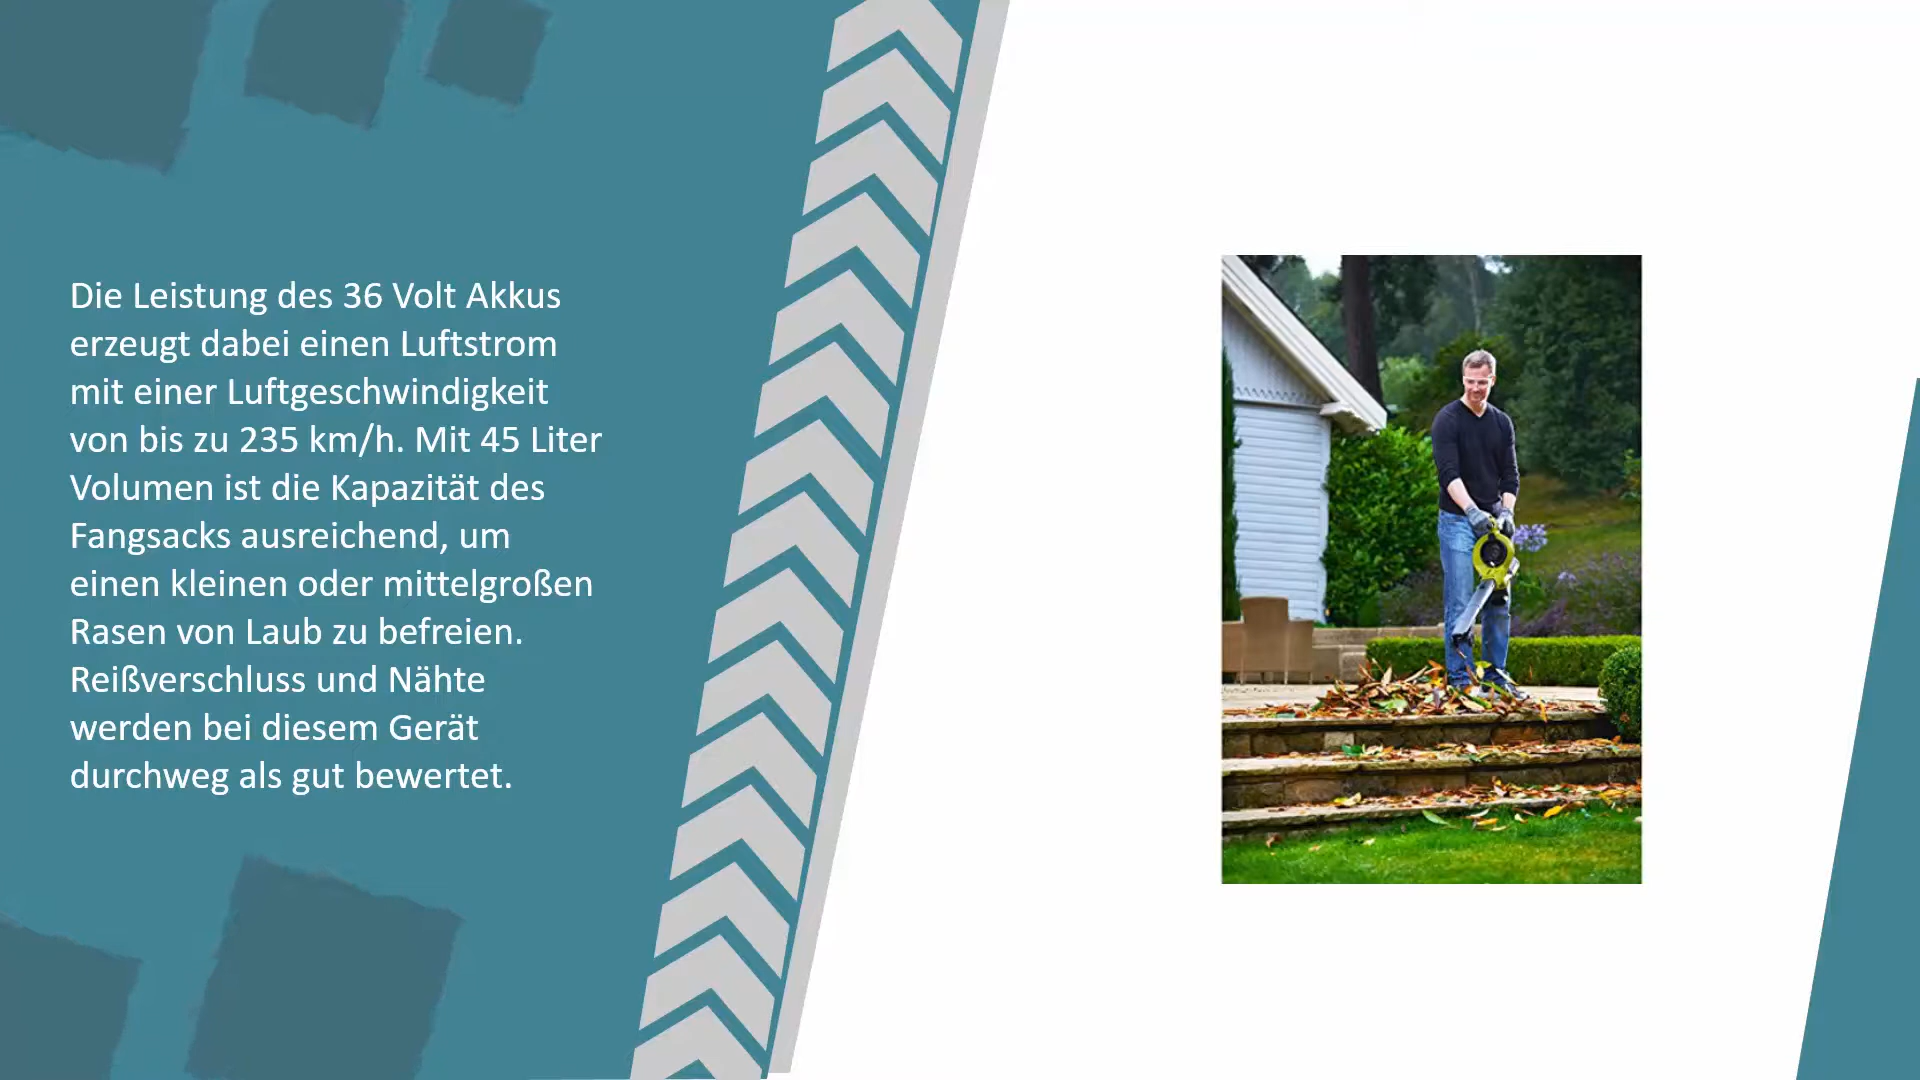 Die Leistung des 36 Volt Akkus
erzeugt dabei einen Luftstrom
mit einer Luftgeschwindigkeit
von bis zu 235 km/h. Mit 45 Liter
Volumen ist die Kapazität des
Fangsacks ausreichend, um
einen kleinen oder mittelgroßen
Rasen von Laub zu befreien.
Reißverschluss und Nähte
werden bei diesem Gerät
durchweg als gut bewertet.